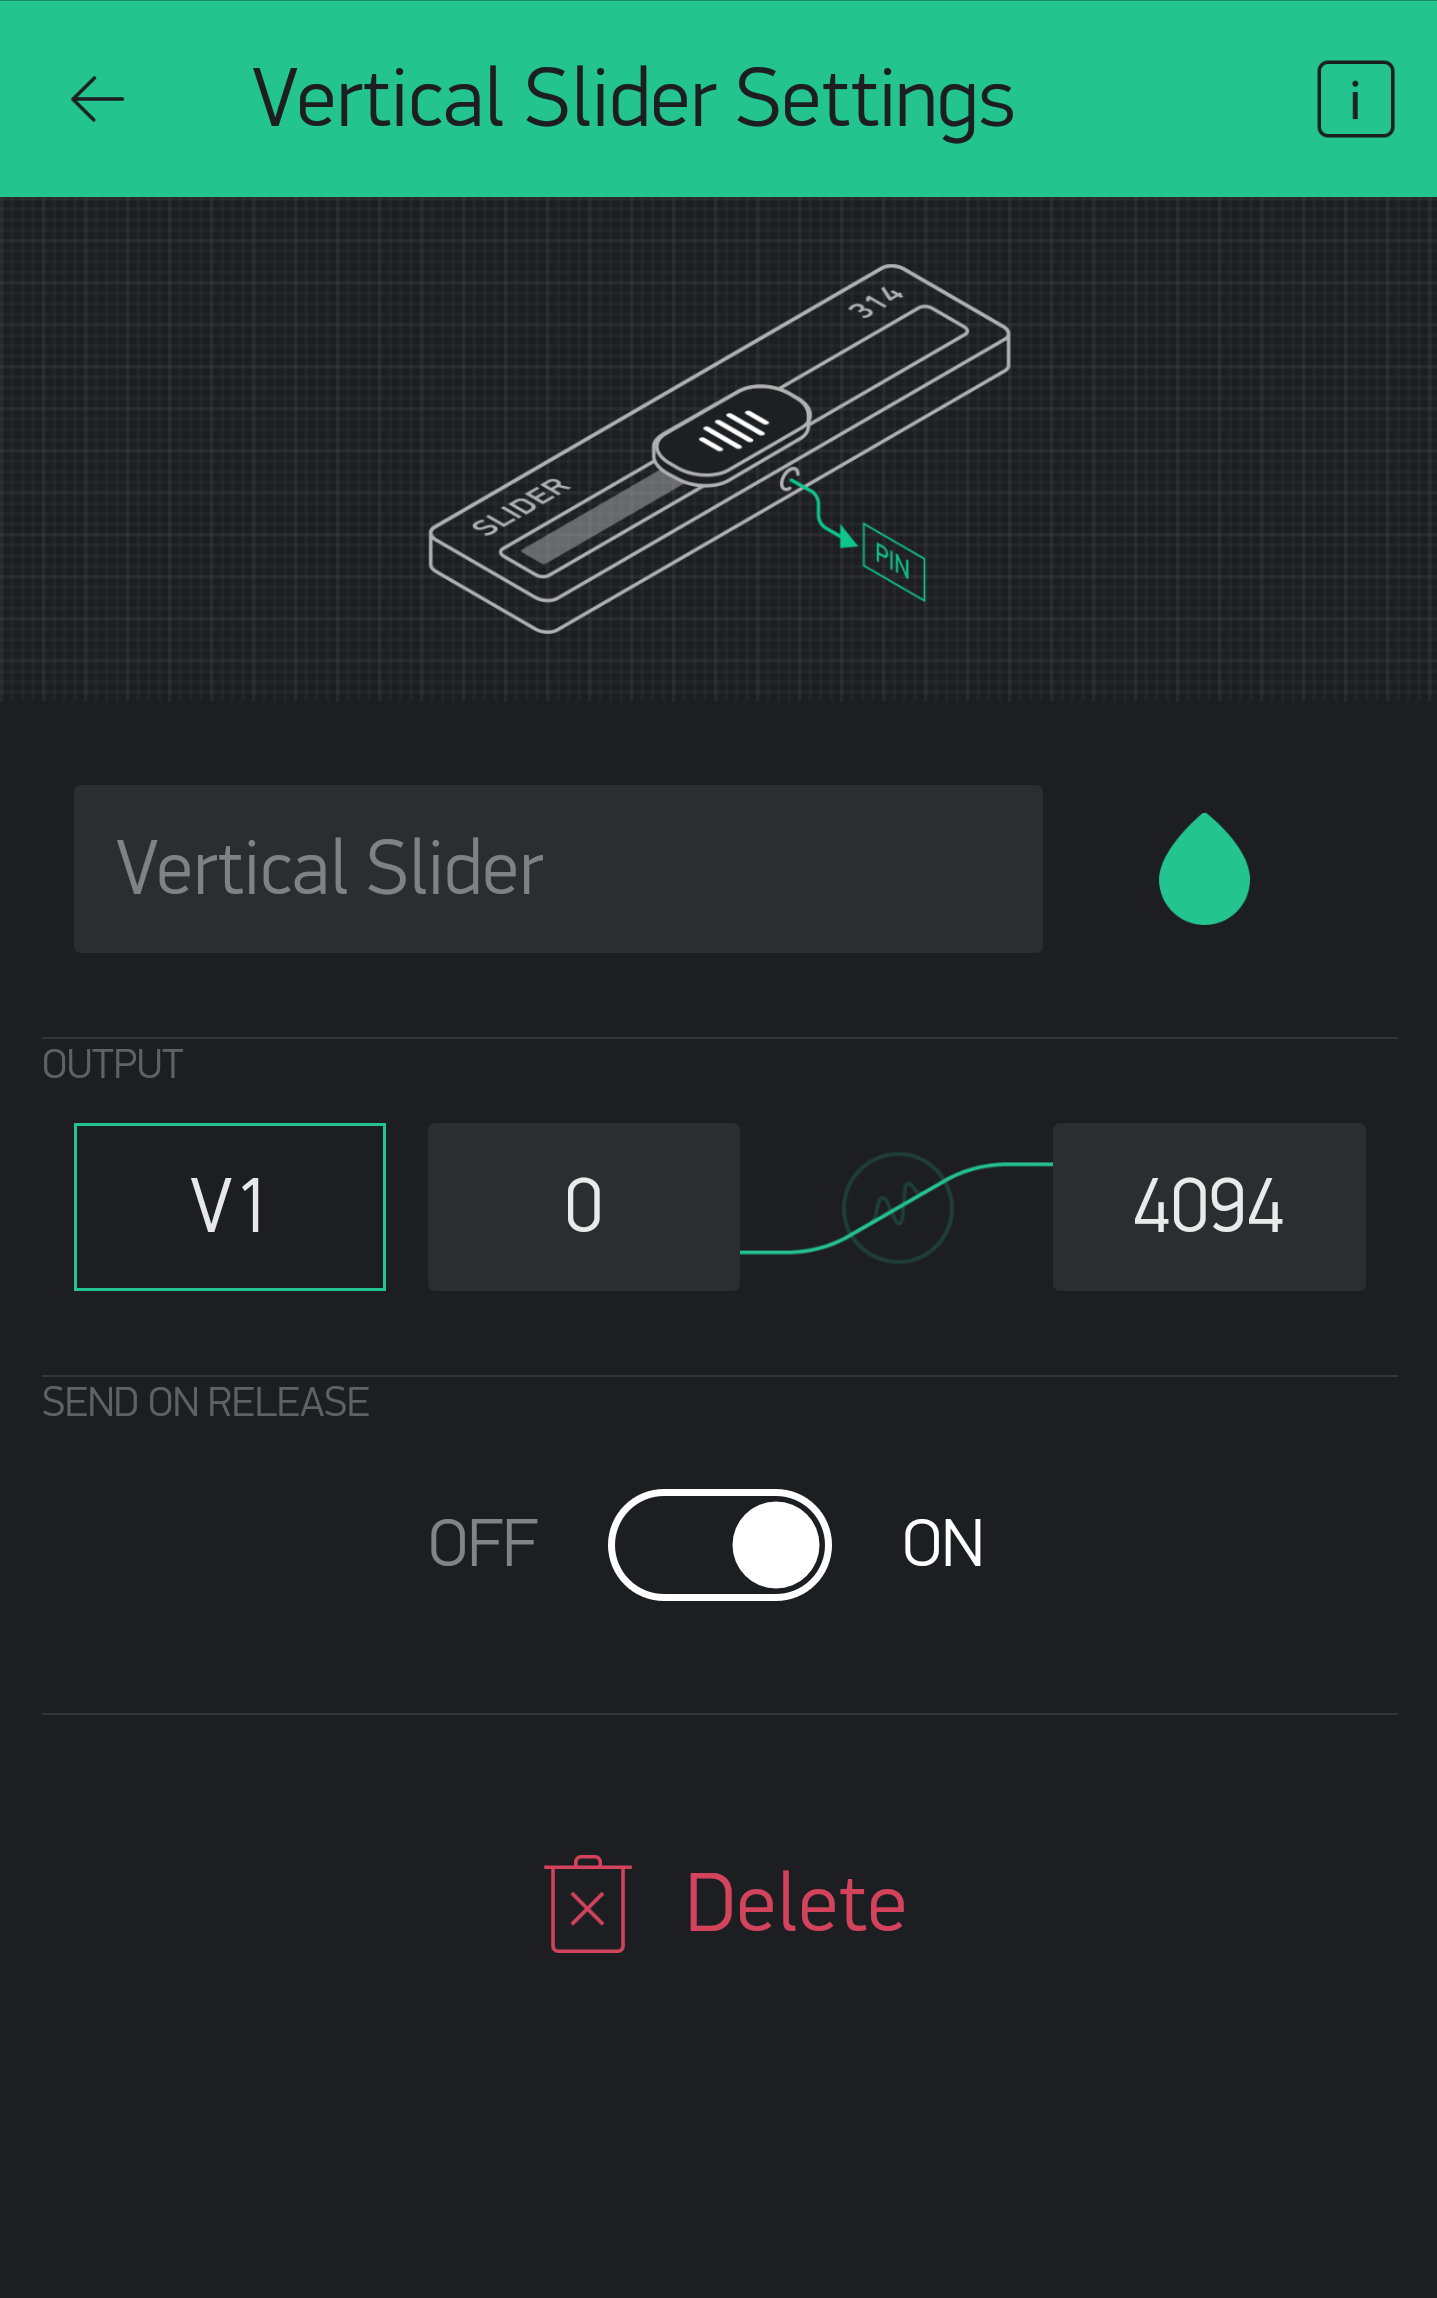 Vertical Slider Settings
i
314
SLIDER
PIN
Vertical Slider
OUTPUT
V1 0 4094
SEND ON RELEASE
OFF ON
Delete